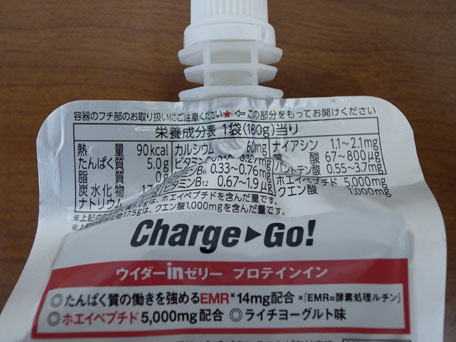 容器のフチ部のお取り扱いにご注意ください★⇐この部分をもってお開けください
栄養成分表 1袋(180g)当り
熱量 90kcal カルシウム 60mg ナイアシン 1.1~2.1mg
たんぱく質 5.0g 酸 67~800μg
脂質 0g 0.33~0.76mg パントテン酸 0.55~3.7mg
炭水化物 ビタミンB12 0.67~1.9μg ホエイペプチド 5,000mg
ナトリウム クエン酸 1,000mg
は、ホエイペプチドを含んだ量です。
は、クエン酸1,000mgを含んだ量です。
Charge▶Go!
ウイダーinゼリー プロテインイン
◎たんぱく質の働きを強めるEMR*14mg配合 *「EMR=酵素処理ルチン」
◎ホエイペプチド5,000mg配合 ◎ライチヨーグルト味